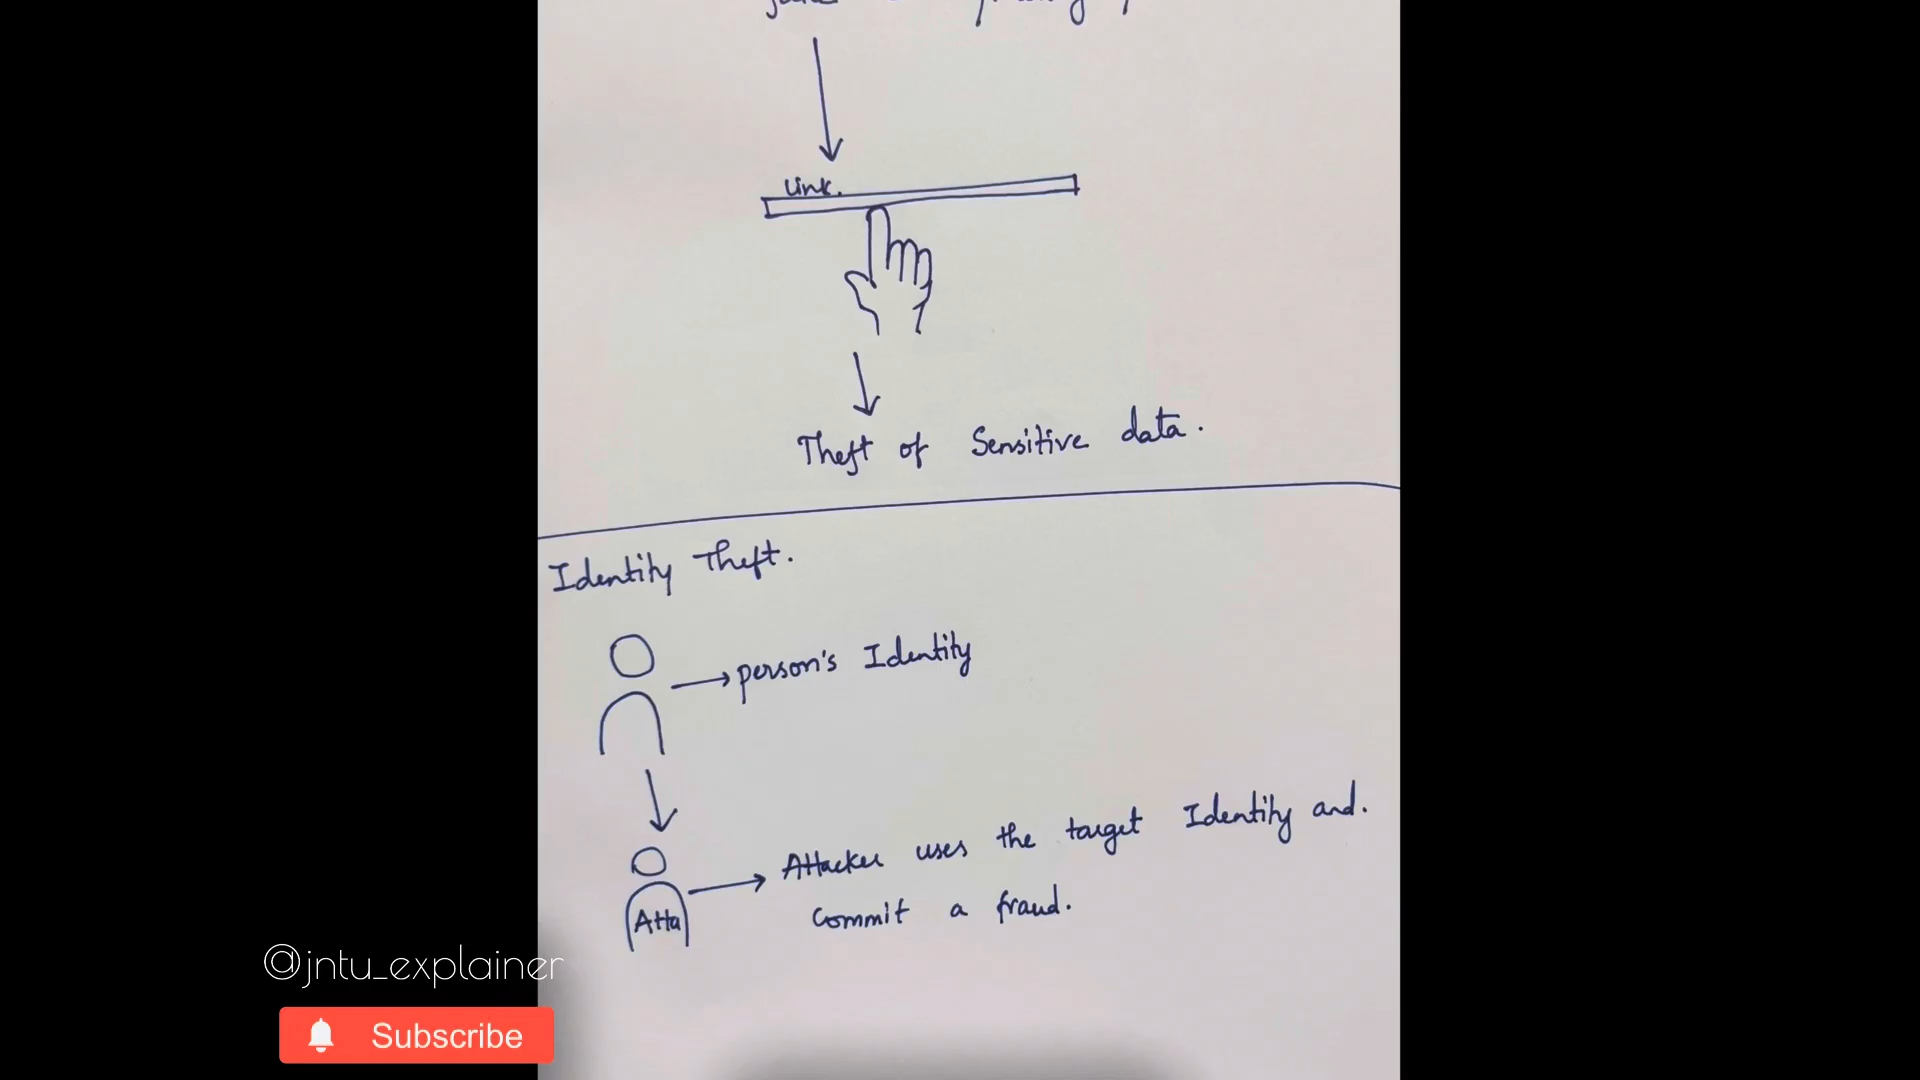 Link.
Theft of Sensitive data.
Identity Theft.
person's Identity
Attacker uses the target Identity and.
Commit a fraud.
Atta
@jntu_explainer
Subscribe